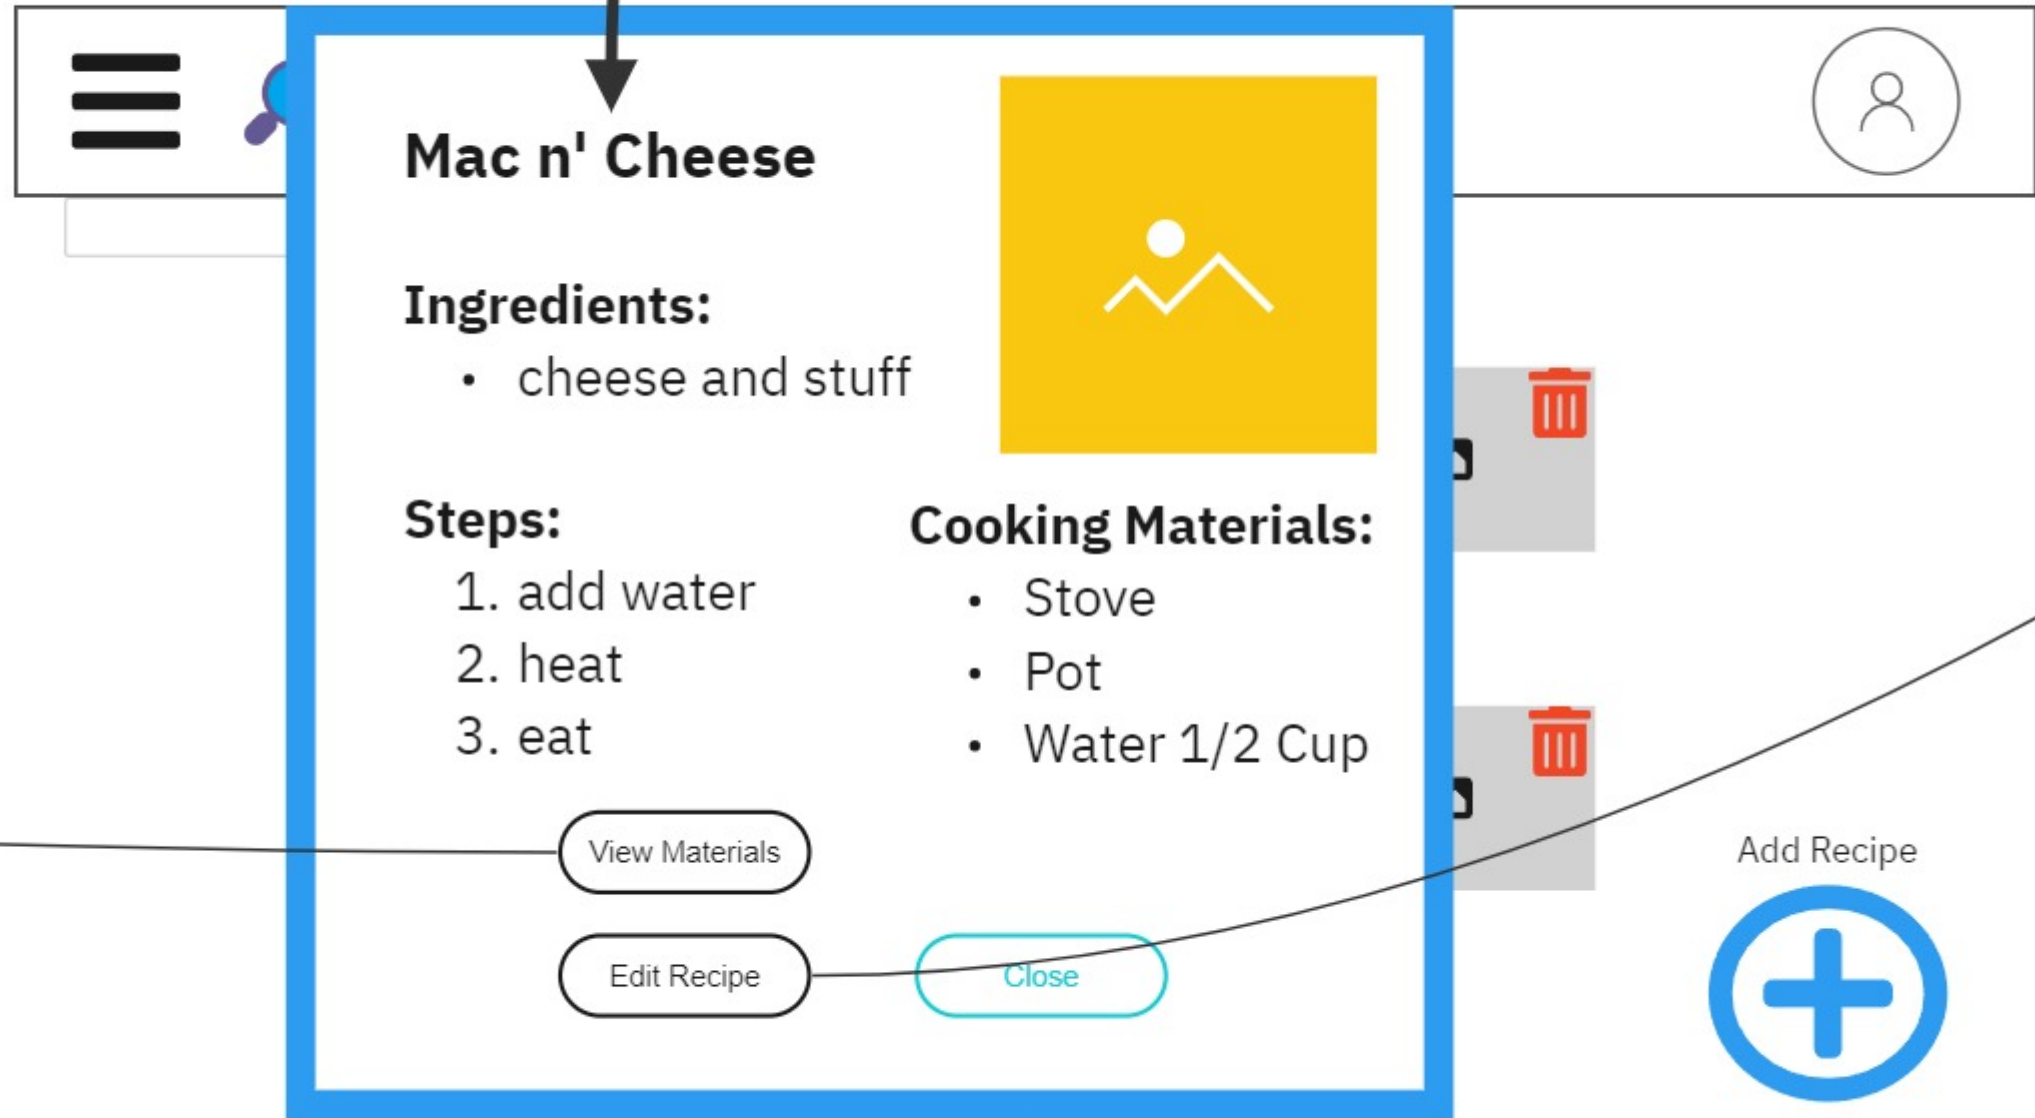 Mac n' Cheese
Ingredients:
• cheese and stuff
Steps:
1. add water
2. heat
3. eat
Cooking Materials:
• Stove
• Pot
• Water 1/2 Cup
View Materials
Edit Recipe
Close
Add Recipe